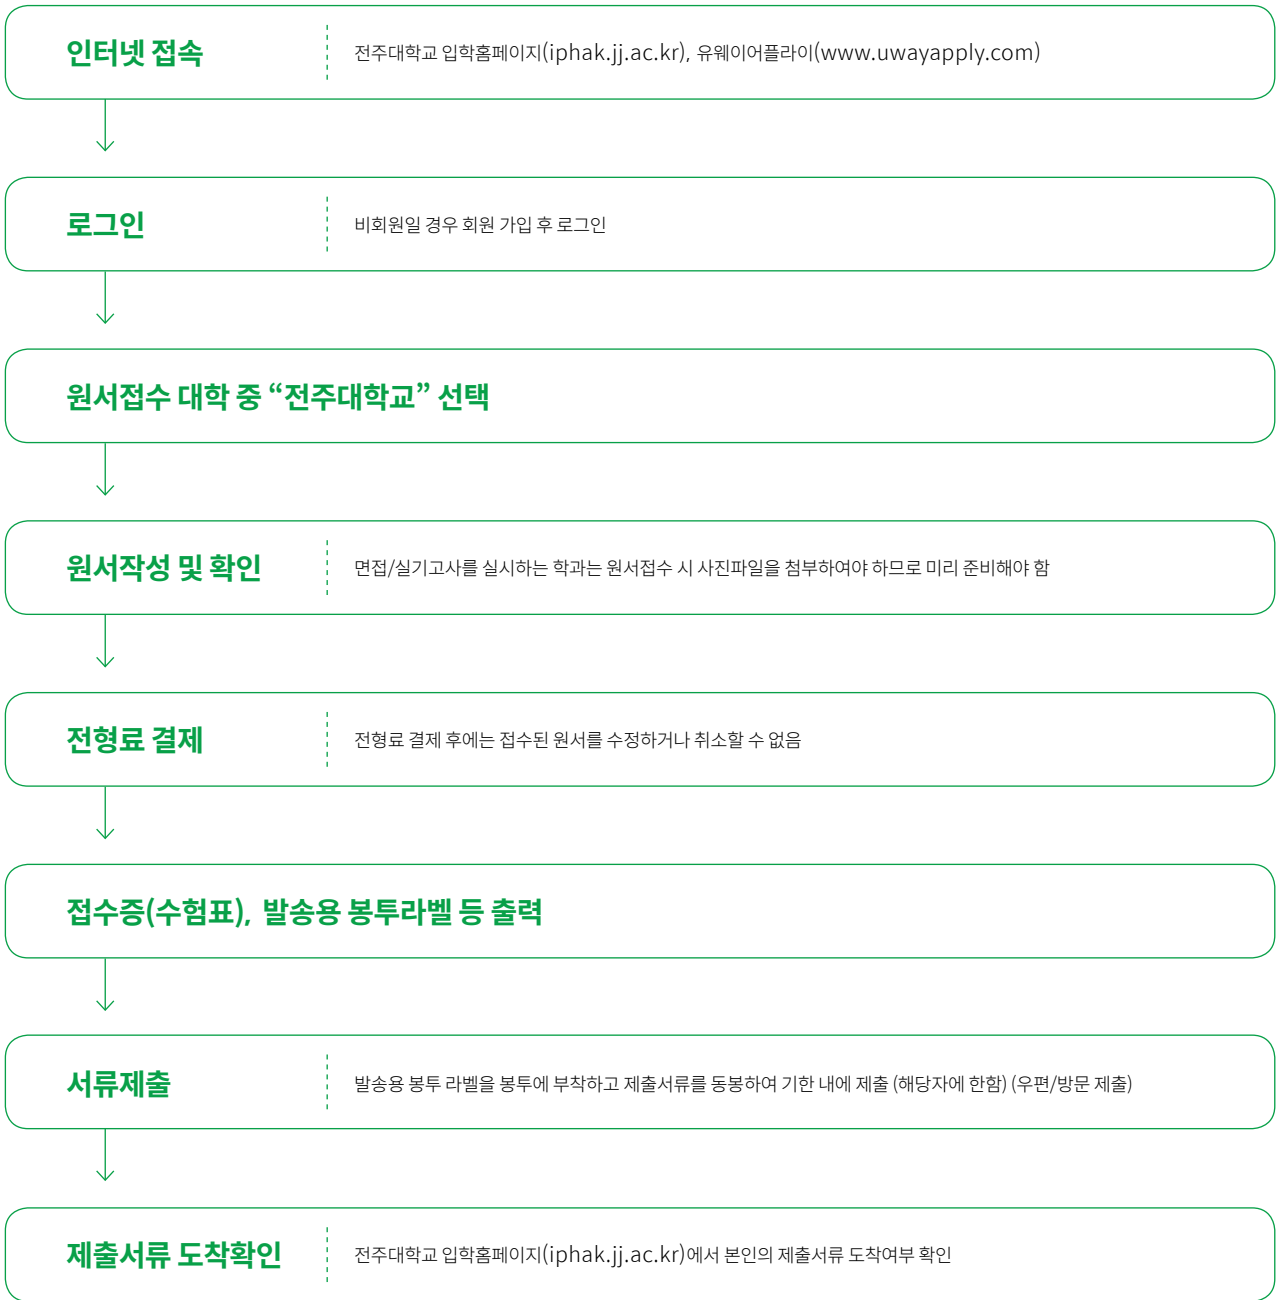 인터넷 접속
전주대학교 입학홈페이지(iphak.jj.ac.kr), 유웨이어플라이(www.uwayapply.com)
로그인
비회원일 경우 회원 가입 후 로그인
원서접수 대학 중 “전주대학교” 선택
원서작성 및 확인
면접/실기고사를 실시하는 학과는 원서접수 시 사진파일을 첨부하여야 하므로 미리 준비해야 함
전형료 결제
전형료 결제 후에는 접수된 원서를 수정하거나 취소할 수 없음
접수증(수험표), 발송용 봉투라벨 등 출력
서류제출
발송용 봉투 라벨을 봉투에 부착하고 제출서류를 동봉하여 기한 내에 제출 (해당자에 한함) (우편/방문 제출)
제출서류 도착확인
전주대학교 입학홈페이지(iphak.jj.ac.kr)에서 본인의 제출서류 도착여부 확인